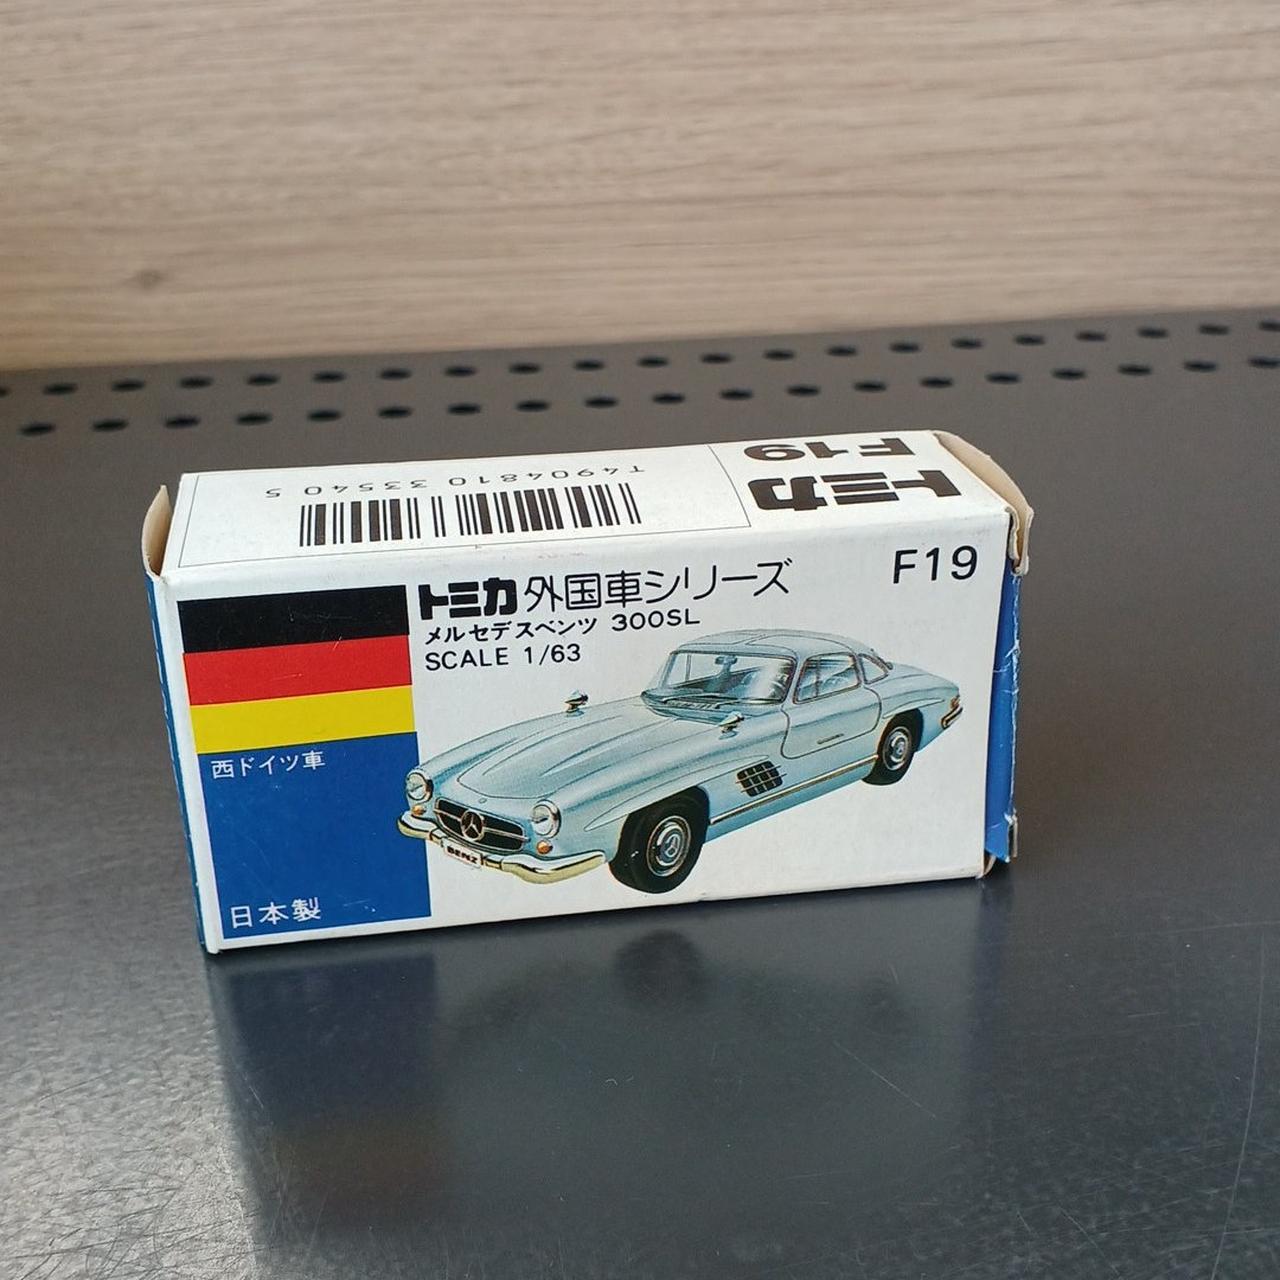 T4904810 33540 5
トミカ
F19
トミカ 外国車シリーズ
F19
メルセデスベンツ 300SL
SCALE 1/63
西ドイツ車
BENZ
日本製